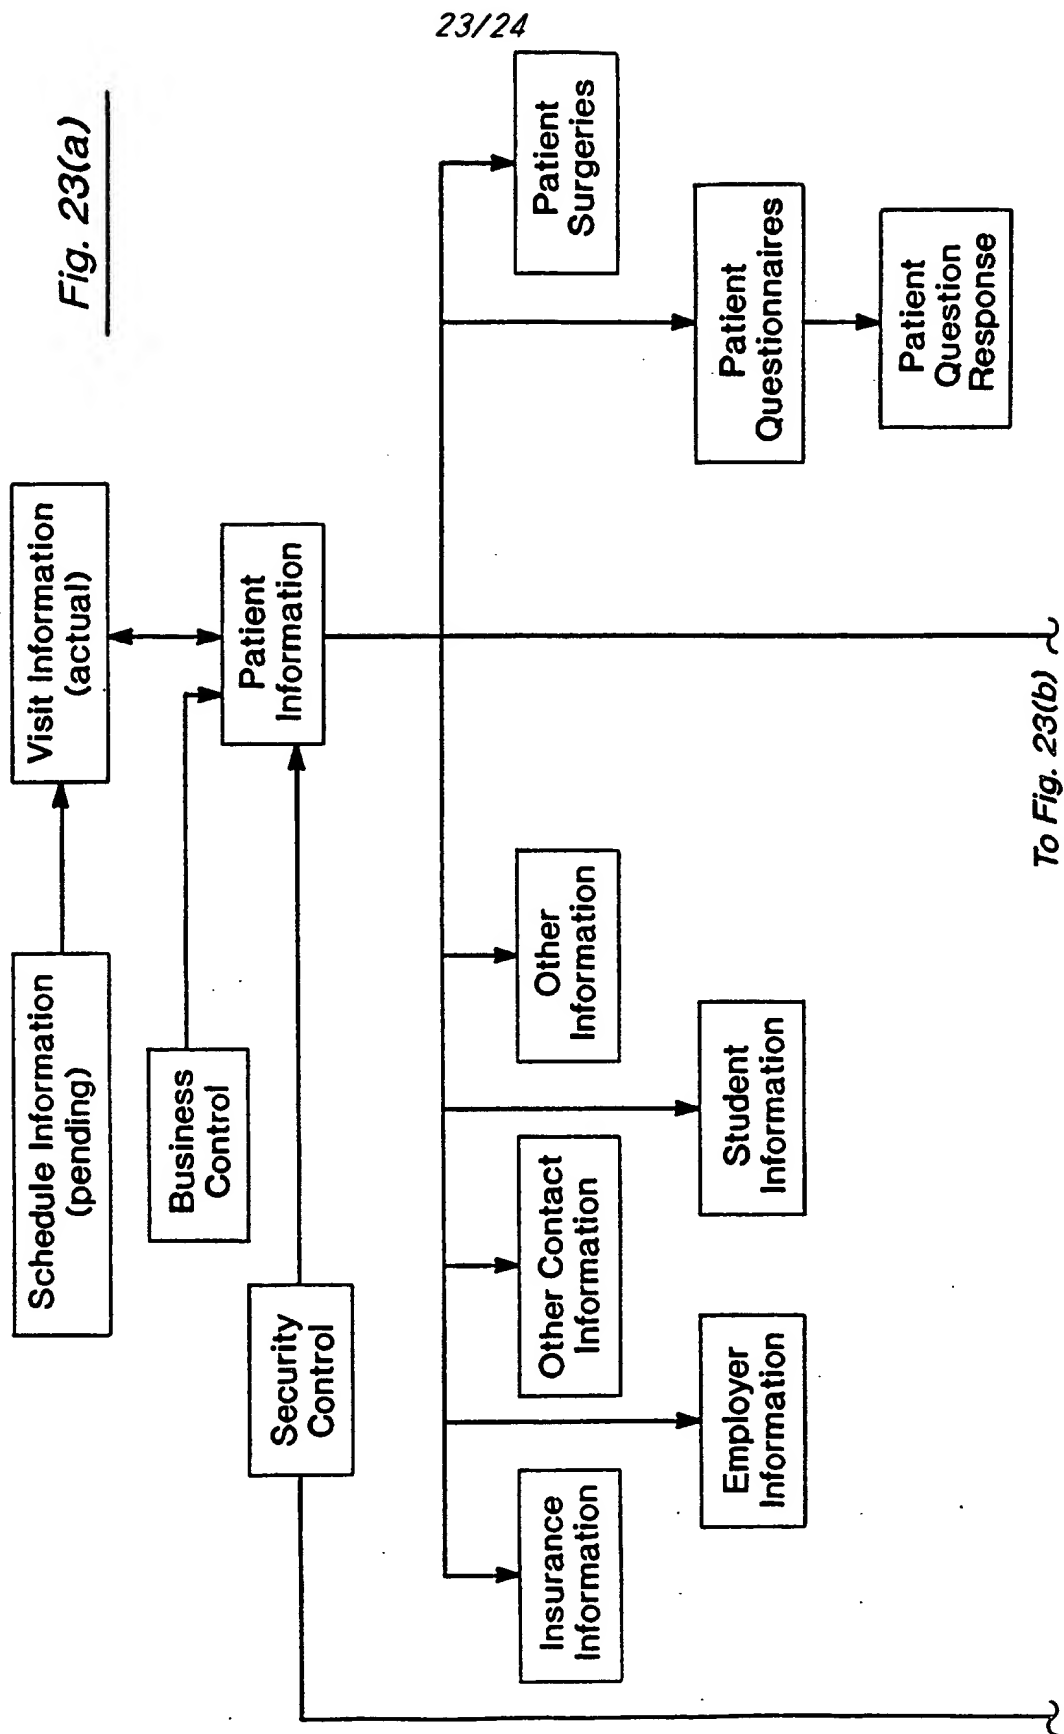 23/24
Fig. 23(a)
Schedule Information
(pending)
Visit Information
(actual)
Business
Control
Patient
Information
Security
Control
Insurance
Information
Other Contact
Information
Other
Information
Patient
Surgeries
Employer
Information
Student
Information
Patient
Questionnaires
Patient
Question
Response
To Fig. 23(b)